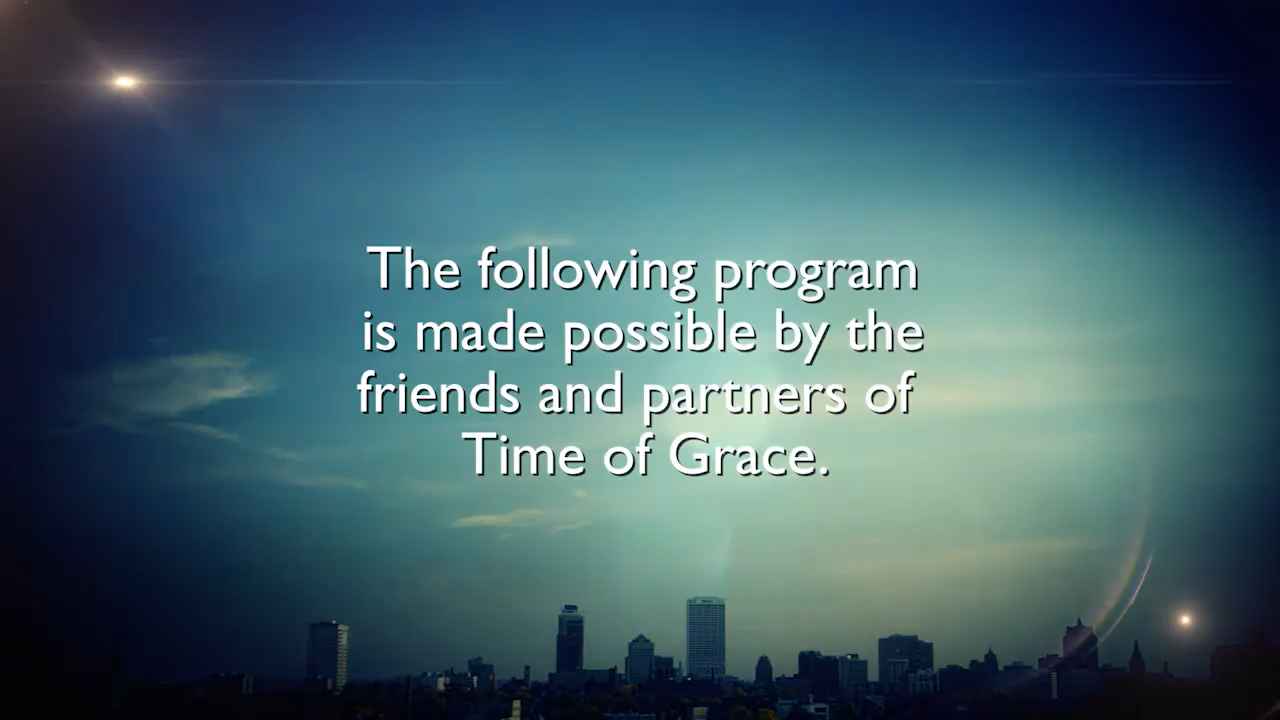 The following program
is made possible by the
friends and partners of
Time of Grace.